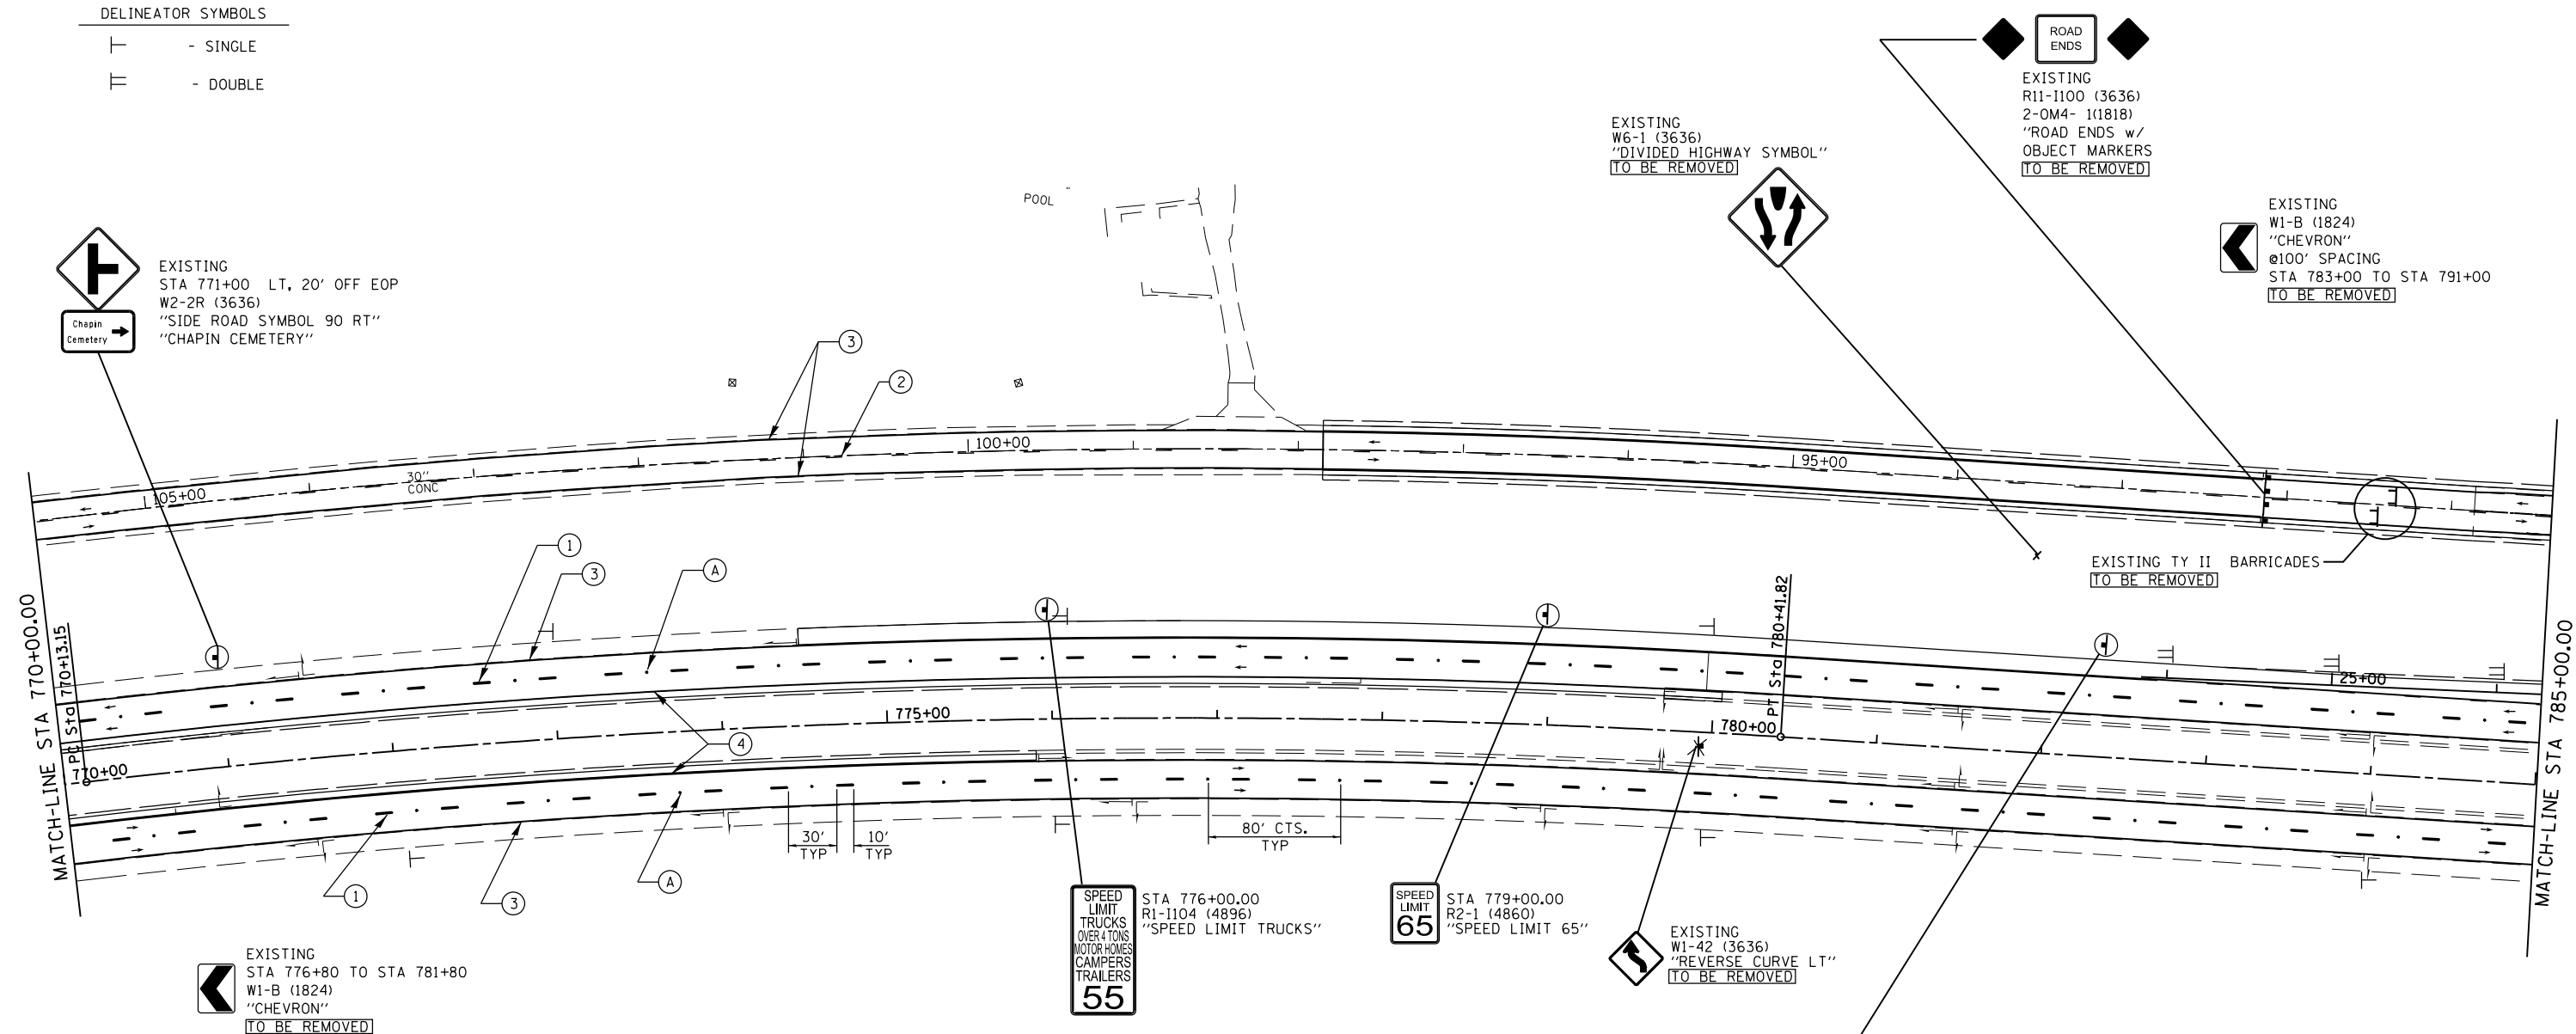 DELINEATOR SYMBOLS
- SINGLE
- DOUBLE
ROAD
ENDS
EXISTING
R11-I100 (3636)
2-OM4- 1(1818)
"ROAD ENDS w/
OBJECT MARKERS
TO BE REMOVED
EXISTING
W6-1 (3636)
"DIVIDED HIGHWAY SYMBOL"
TO BE REMOVED
EXISTING
W1-B (1824)
"CHEVRON"
@100' SPACING
STA 783+00 TO STA 791+00
TO BE REMOVED
POOL
Chapin
Cemetery
EXISTING
STA 771+00 LT, 20' OFF EOP
W2-2R (3636)
"SIDE ROAD SYMBOL 90 RT"
"CHAPIN CEMETERY"
3
2
105+00
30"
CONC
100+00
95+00
EXISTING TY II BARRICADES
TO BE REMOVED
1
3
A
MATCH-LINE STA 770+00.00
PC Sta 770+13.15
770+00
775+00
780+00
PT Sta 780+41.82
25+00
MATCH-LINE STA 785+00.00
4
30'
TYP
10'
TYP
80' CTS.
TYP
1
3
A
SPEED
LIMIT
TRUCKS
OVER 4 TONS
MOTOR HOMES
CAMPERS
TRAILERS
55
STA 776+00.00
R1-I104 (4896)
"SPEED LIMIT TRUCKS"
SPEED
LIMIT
65
STA 779+00.00
R2-1 (4860)
"SPEED LIMIT 65"
EXISTING
W1-42 (3636)
"REVERSE CURVE LT"
TO BE REMOVED
EXISTING
STA 776+80 TO STA 781+80
W1-B (1824)
"CHEVRON"
TO BE REMOVED